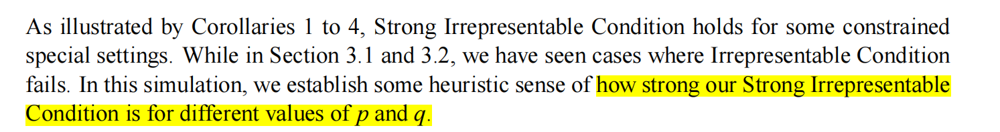 As illustrated by Corollaries 1 to 4, Strong Irrepresentable Condition holds for some constrained
special settings. While in Section 3.1 and 3.2, we have seen cases where Irrepresentable Condition
fails. In this simulation, we establish some heuristic sense of how strong our Strong Irrepresentable
Condition is for different values of p and q.